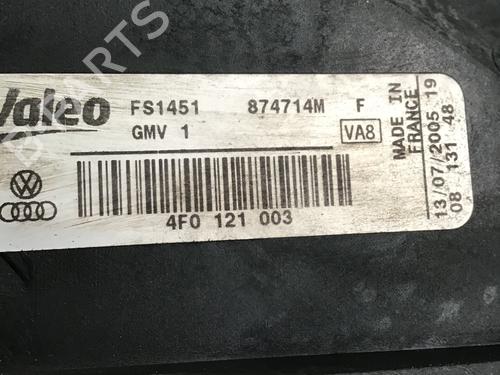 Valeo
FS1451 874714M F
GMV 1 VA8
4F0 121 003
MADE IN
FRANCE
13/07/2005 19
08 131 48
B-PARTS